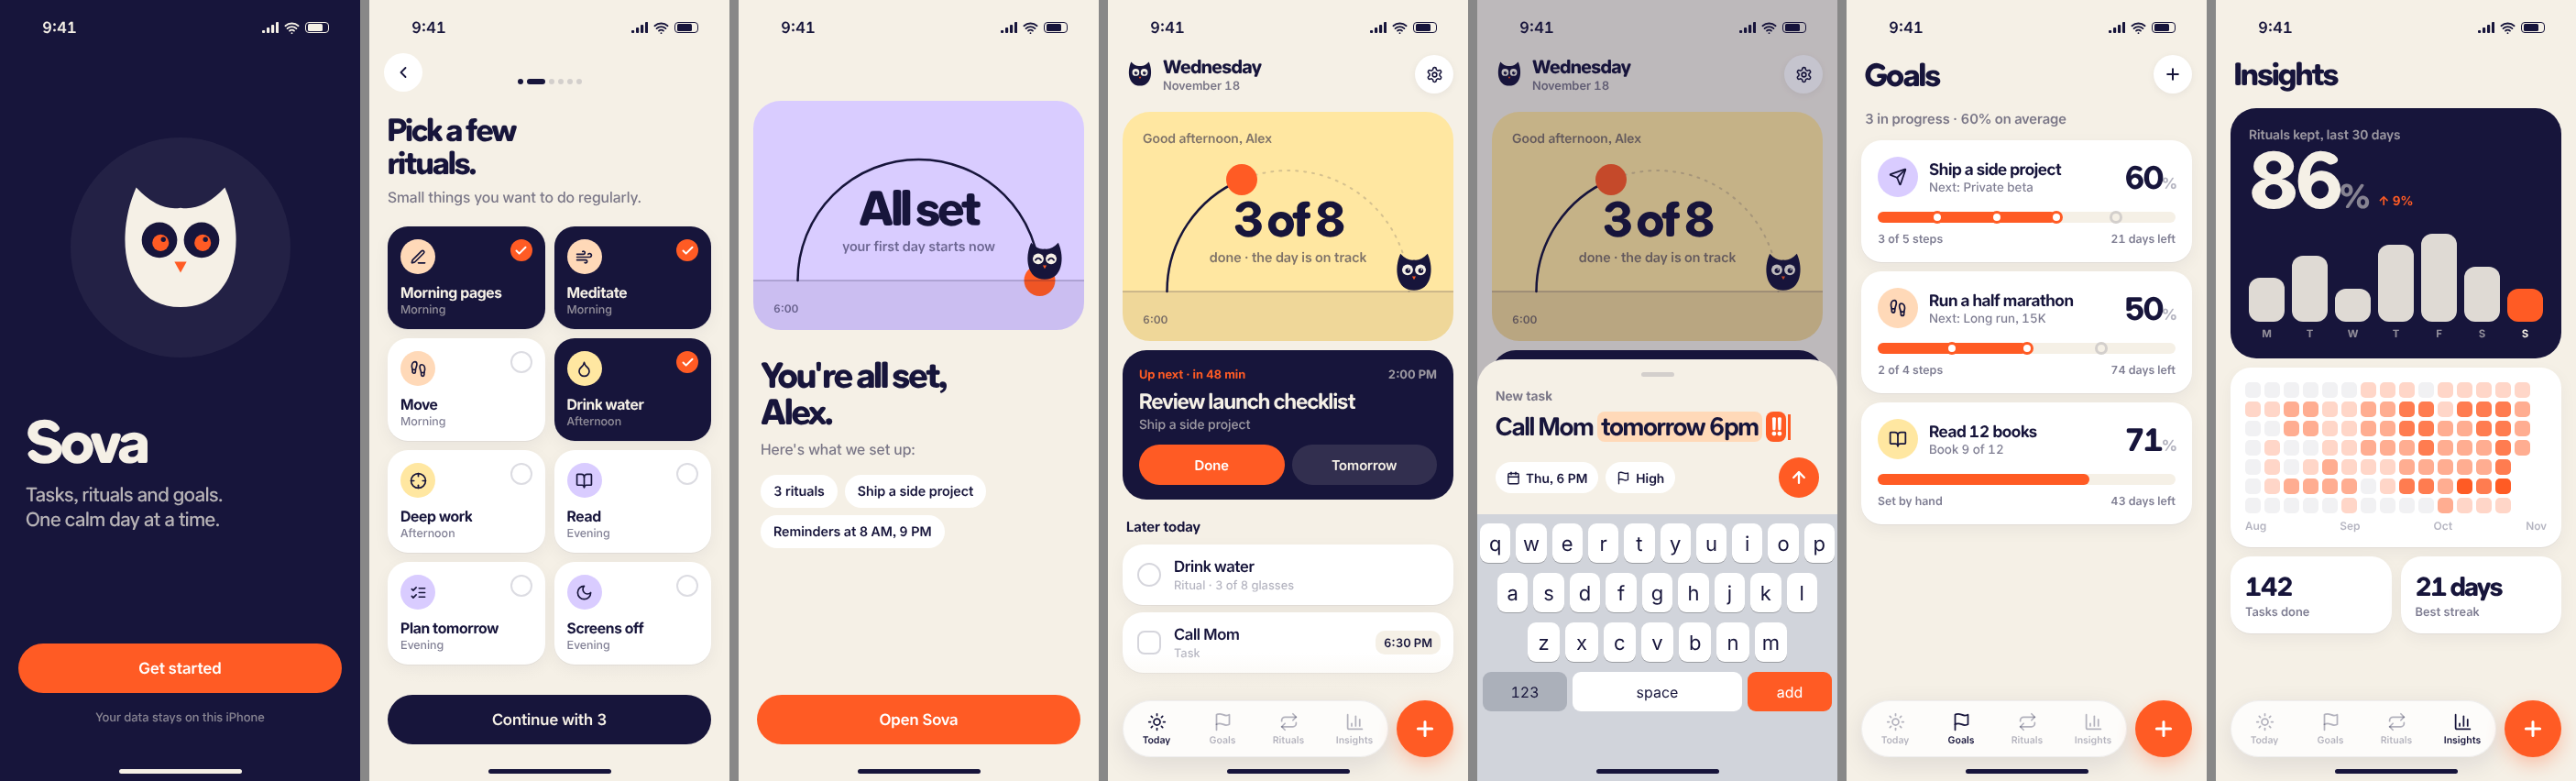 9:41
Sova
Tasks, rituals and goals.
One calm day at a time.
Get started
Your data stays on this iPhone
9:41
Pick a few
rituals.
Small things you want to do regularly.
Morning pages
Morning
Meditate
Morning
Move
Morning
Drink water
Afternoon
Deep work
Afternoon
Read
Evening
Plan tomorrow
Evening
Screens off
Evening
Continue with 3
9:41
All set
your first day starts now
6:00
You're all set,
Alex.
Here's what we set up:
3 rituals
Ship a side project
Reminders at 8 AM, 9 PM
Open Sova
9:41
Wednesday
November 18
Good afternoon, Alex
3 of 8
done · the day is on track
6:00
Up next · in 48 min
2:00 PM
Review launch checklist
Ship a side project
Done
Tomorrow
Later today
Drink water
Ritual · 3 of 8 glasses
Call Mom
Task
6:30 PM
Today
Goals
Rituals
Insights
9:41
Wednesday
November 18
Good afternoon, Alex
3 of 8
done · the day is on track
6:00
New task
Call Mom tomorrow 6pm !!
Thu, 6 PM
High
q w e r t y u i o p
a s d f g h j k l
z x c v b n m
123 space add
9:41
Goals
3 in progress · 60% on average
Ship a side project
Next: Private beta
60%
3 of 5 steps
21 days left
Run a half marathon
Next: Long run, 15K
50%
2 of 4 steps
74 days left
Read 12 books
Book 9 of 12
71%
Set by hand
43 days left
Today
Goals
Rituals
Insights
9:41
Insights
Rituals kept, last 30 days
86%
↑ 9%
M T W T F S S
Aug Sep Oct Nov
142
Tasks done
21 days
Best streak
Today
Goals
Rituals
Insights